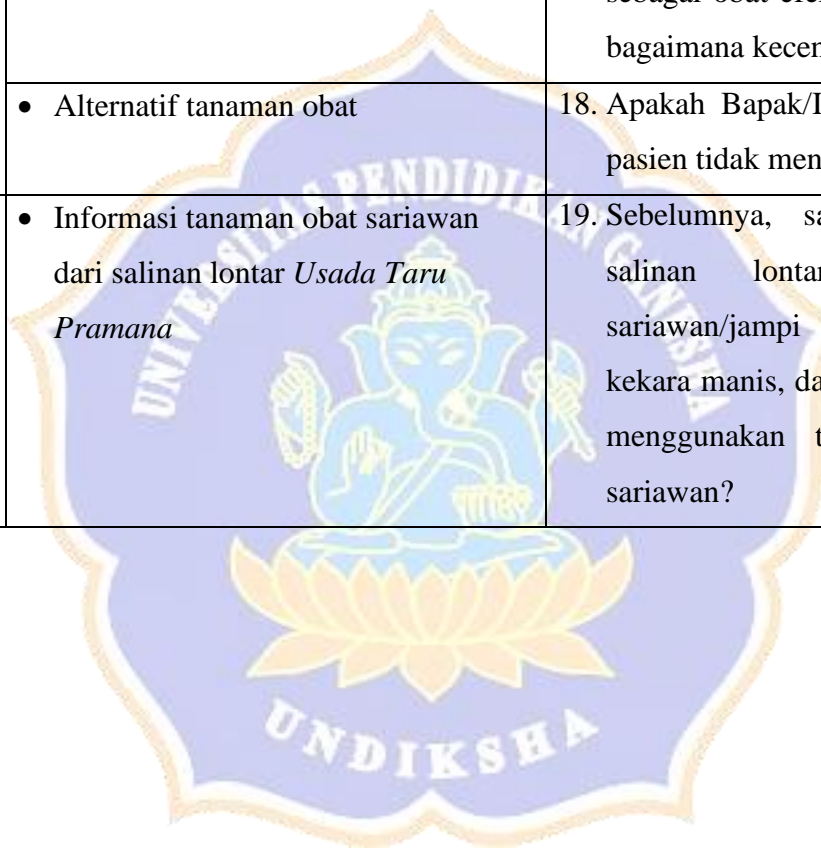 sebagai obat
bagaimana
• Alternatif tanaman obat
18. Apakah Bapak/I
pasien tidak men
• Informasi tanaman obat sariawan
dari salinan lontar Usada Taru
Pramana
19. Sebelumnya, sa
salinan lontar
sariawan/jampi
kekara manis, da
menggunakan t
sariawan?
UNIVERSITAS PENDIDIKAN GANESHA
UNDIKSHA